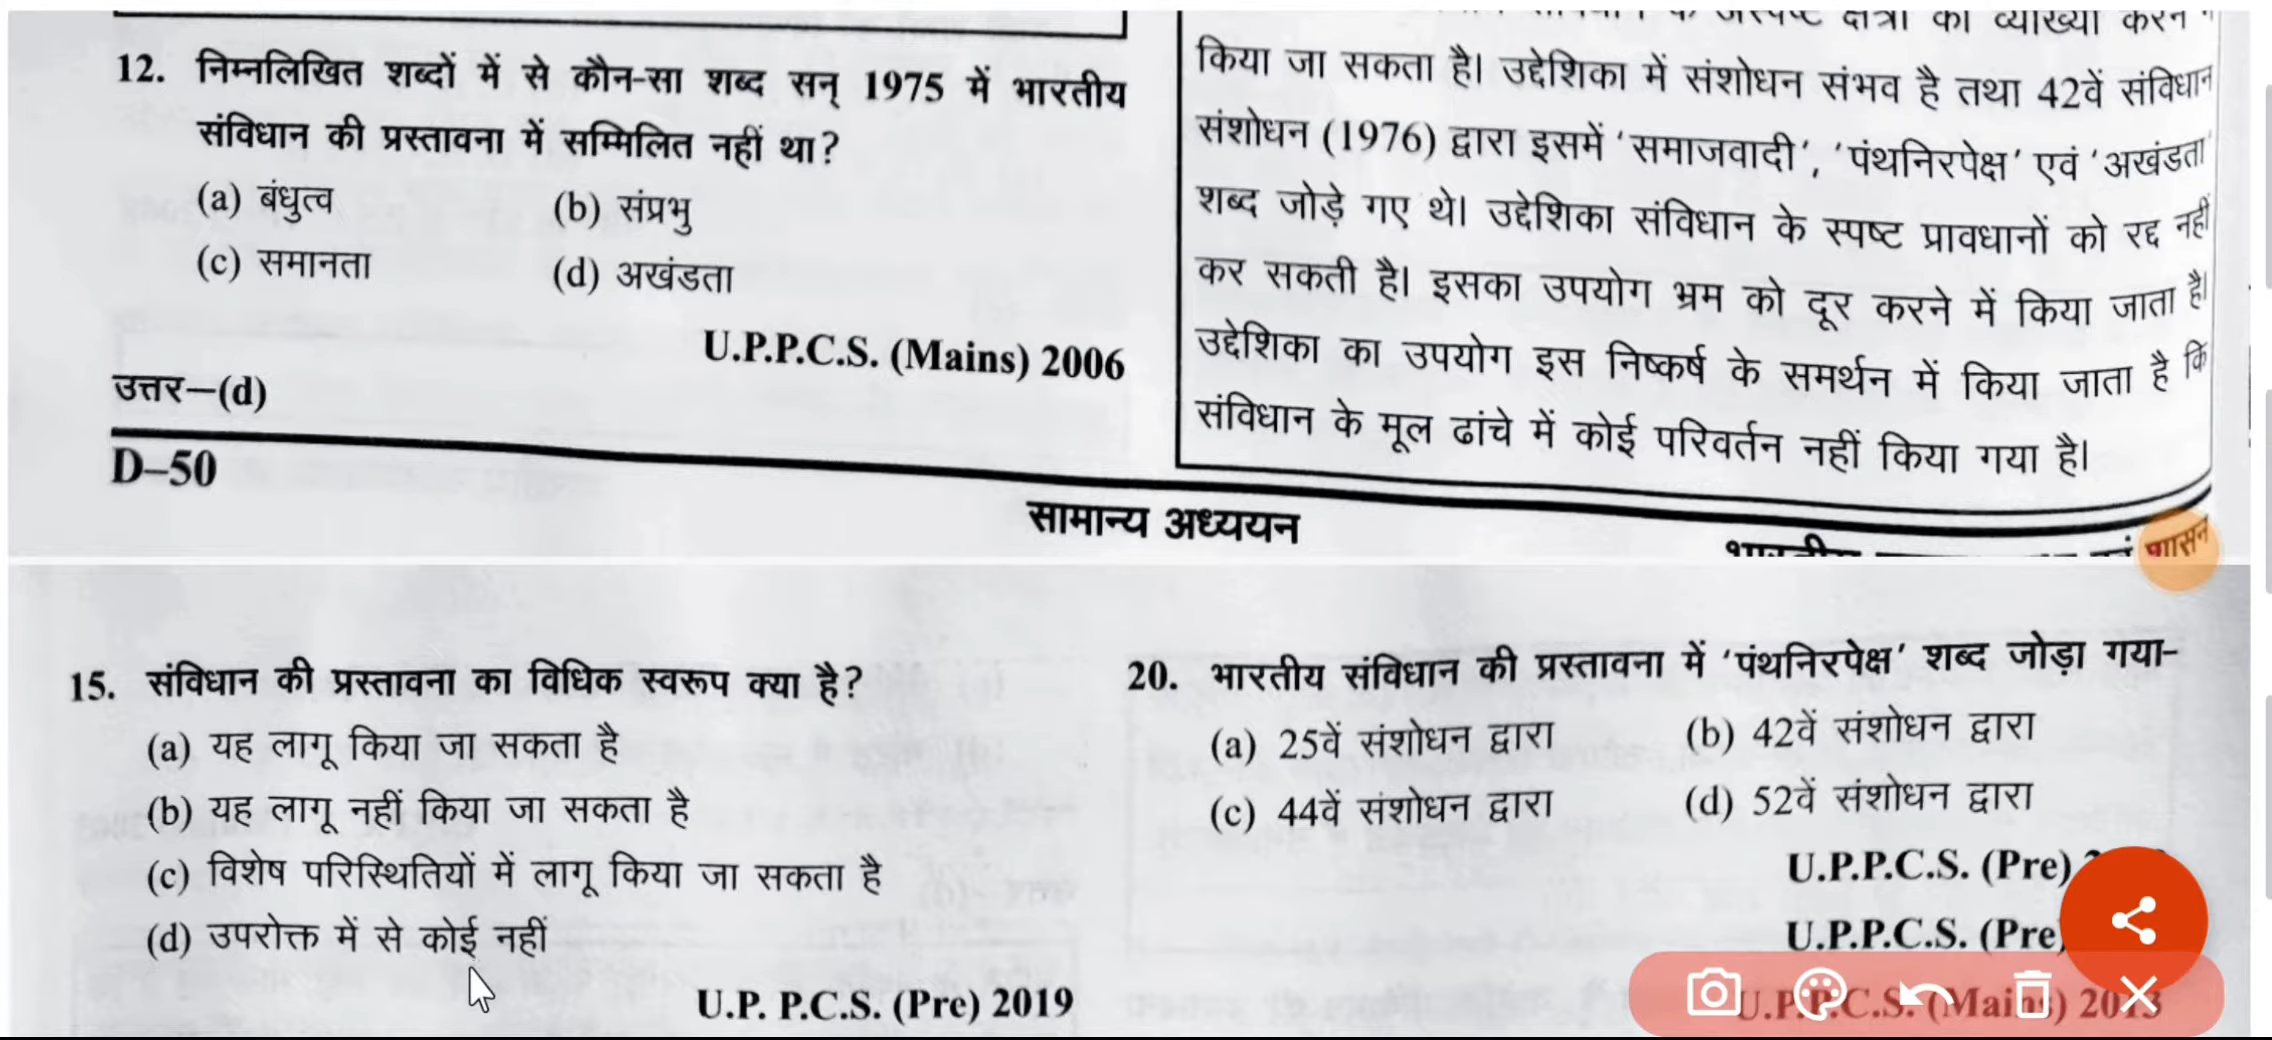 12. निम्नलिखित शब्दों में से कौन-सा शब्द सन् 1975 में भारतीय
संविधान की प्रस्तावना में सम्मिलित नहीं था?
(a) बंधुत्व (b) संप्रभु
(c) समानता (d) अखंडता
U.P.P.C.S. (Mains) 2006
उत्तर–(d)
D–50
क्षेत्रों की व्याख्या करने
किया जा सकता है। उद्देशिका में संशोधन संभव है तथा 42वें संविधान
संशोधन (1976) द्वारा इसमें ‘समाजवादी’, ‘पंथनिरपेक्ष’ एवं ‘अखंडता’
शब्द जोड़े गए थे। उद्देशिका संविधान के स्पष्ट प्रावधानों को रद्द नहीं
कर सकती है। इसका उपयोग भ्रम को दूर करने में किया जाता है।
उद्देशिका का उपयोग इस निष्कर्ष के समर्थन में किया जाता है कि
संविधान के मूल ढांचे में कोई परिवर्तन नहीं किया गया है।
सामान्य अध्ययन
15. संविधान की प्रस्तावना का विधिक स्वरूप क्या है?
(a) यह लागू किया जा सकता है
(b) यह लागू नहीं किया जा सकता है
(c) विशेष परिस्थितियों में लागू किया जा सकता है
(d) उपरोक्त में से कोई नहीं
U.P. P.C.S. (Pre) 2019
20. भारतीय संविधान की प्रस्तावना में ‘पंथनिरपेक्ष’ शब्द जोड़ा गया–
(a) 25वें संशोधन द्वारा (b) 42वें संशोधन द्वारा
(c) 44वें संशोधन द्वारा (d) 52वें संशोधन द्वारा
U.P.P.C.S. (Pre)
U.P.P.C.S. (Pre)
U.P.P.C.S. (Mains) 2013